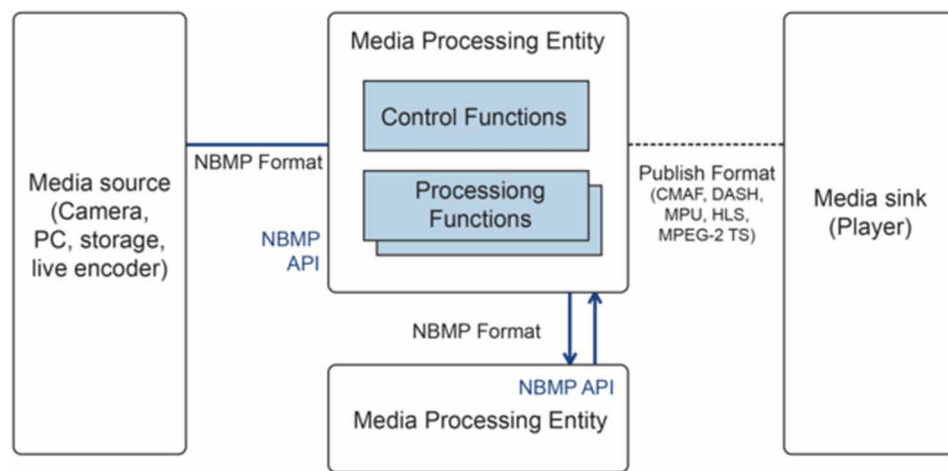 Media source
(Camera,
PC, storage,
live encoder)
NBMP Format
NBMP
API
Media Processing Entity
Control Functions
Processiong
Functions
Publish Format
(CMAF, DASH,
MPU, HLS,
MPEG-2 TS)
Media sink
(Player)
NBMP Format
NBMP API
Media Processing Entity